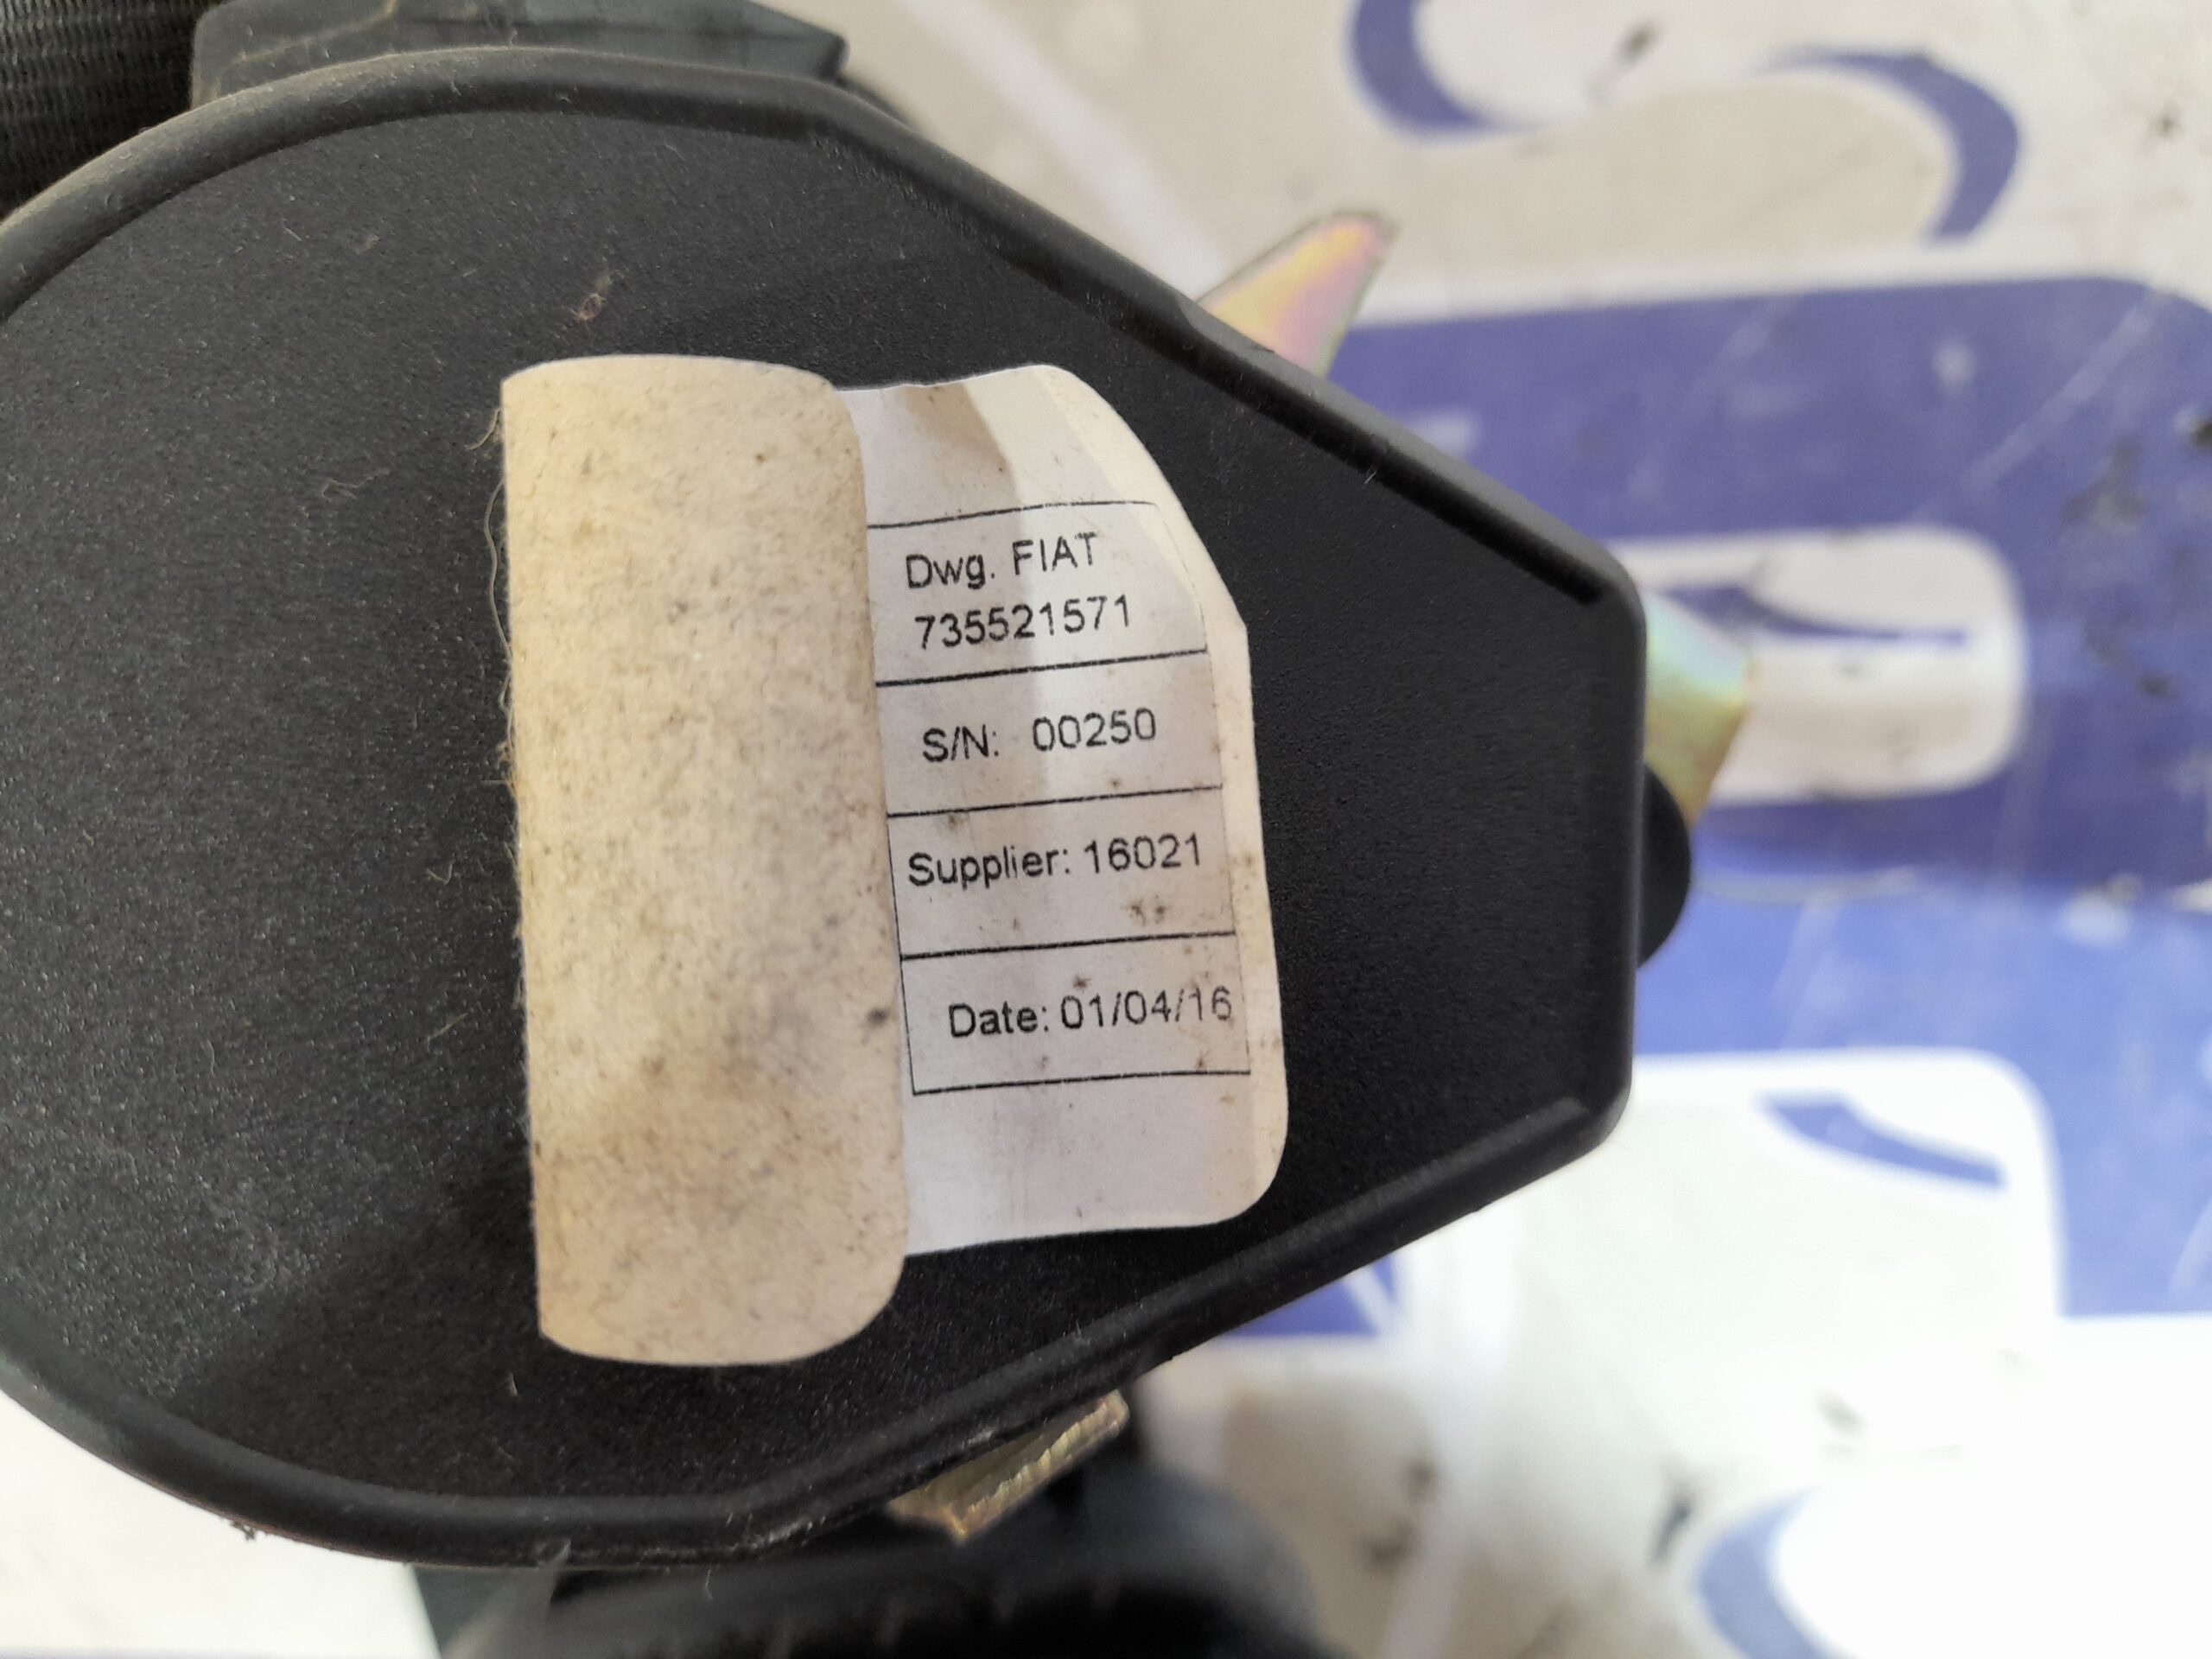 Dwg. FIAT
735521571
S/N: 00250
Supplier: 16021
Date: 01/04/16